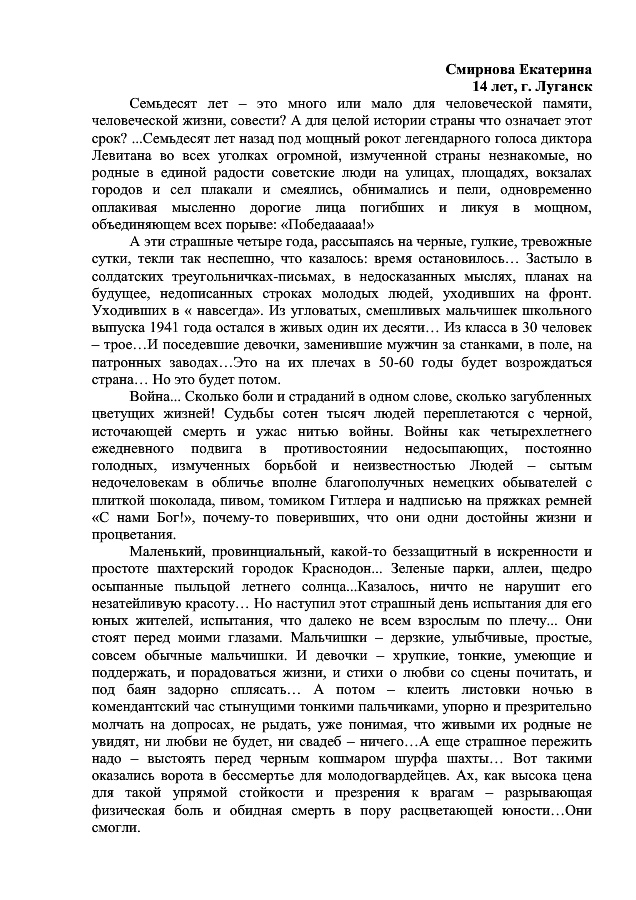 Смирнова Екатерина
14 лет, г. Луганск
Семьдесят лет – это много или мало для человеческой памяти,
человеческой жизни, совести? А для целой истории страны что означает этот
срок? ...Семьдесят лет назад под мощный рокот легендарного голоса диктора
Левитана во всех уголках огромной, измученной страны незнакомые, но
родные в единой радости советские люди на улицах, площадях, вокзалах
городов и сел плакали и смеялись, обнимались и пели, одновременно
оплакивая мысленно дорогие лица погибших и ликуя в мощном,
объединяющем всех порыве: «Победааааа!»
А эти страшные четыре года, рассыпаясь на черные, гулкие, тревожные
сутки, текли так неспешно, что казалось: время остановилось… Застыло в
солдатских треугольничках-письмах, в недосказанных мыслях, планах на
будущее, недописанных строках молодых людей, уходивших на фронт.
Уходивших в « навсегда». Из угловатых, смешливых мальчишек школьного
выпуска 1941 года остался в живых один их десяти… Из класса в 30 человек
– трое…И поседевшие девочки, заменившие мужчин за станками, в поле, на
патронных заводах…Это на их плечах в 50-60 годы будет возрождаться
страна… Но это будет потом.
Война... Сколько боли и страданий в одном слове, сколько загубленных
цветущих жизней! Судьбы сотен тысяч людей переплетаются с черной,
источающей смерть и ужас нитью войны. Войны как четырехлетнего
ежедневного подвига в противостоянии недосыпающих, постоянно
голодных, измученных борьбой и неизвестностью Людей – сытым
недочеловекам в обличье вполне благополучных немецких обывателей с
плиткой шоколада, пивом, томиком Гитлера и надписью на пряжках ремней
«С нами Бог!», почему-то поверивших, что они одни достойны жизни и
процветания.
Маленький, провинциальный, какой-то беззащитный в искренности и
простоте шахтерский городок Краснодон... Зеленые парки, аллеи, щедро
осыпанные пыльцой летнего солнца...Казалось, ничто не нарушит его
незатейливую красоту… Но наступил этот страшный день испытания для его
юных жителей, испытания, что далеко не всем взрослым по плечу... Они
стоят перед моими глазами. Мальчишки – дерзкие, улыбчивые, простые,
совсем обычные мальчишки. И девочки – хрупкие, тонкие, умеющие и
поддержать, и порадоваться жизни, и стихи о любви со сцены почитать, и
под баян задорно сплясать… А потом – клеить листовки ночью в
комендантский час стынущими тонкими пальчиками, упорно и презрительно
молчать на допросах, не рыдать, уже понимая, что живыми их родные не
увидят, ни любви не будет, ни свадеб – ничего…А еще страшное пережить
надо – выстоять перед черным кошмаром шурфа шахты… Вот такими
оказались ворота в бессмертье для молодогвардейцев. Ах, как высока цена
для такой упрямой стойкости и презрения к врагам – разрывающая
физическая боль и обидная смерть в пору расцветающей юности…Они
смогли.